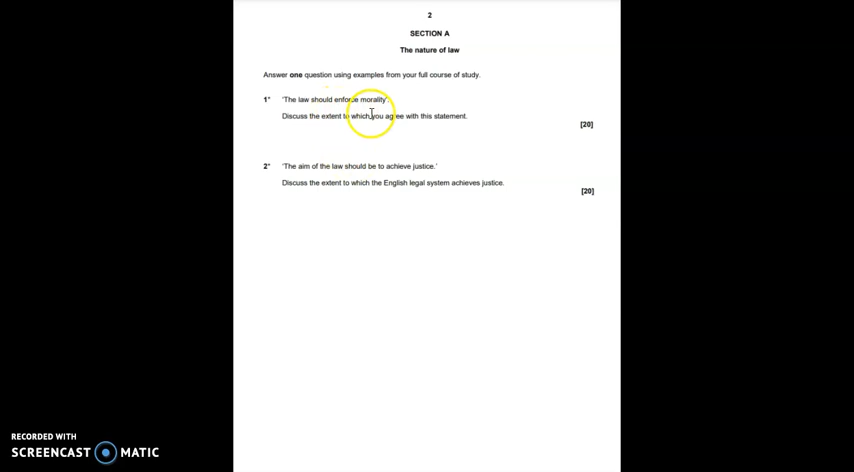 2
SECTION A
The nature of law
Answer one question using examples from your full course of study.
1* 'The law should enforce morality'.
Discuss the extent to which you agree with this statement.
[20]
2* 'The aim of the law should be to achieve justice.'
Discuss the extent to which the English legal system achieves justice.
[20]
RECORDED WITH
SCREENCAST MATIC